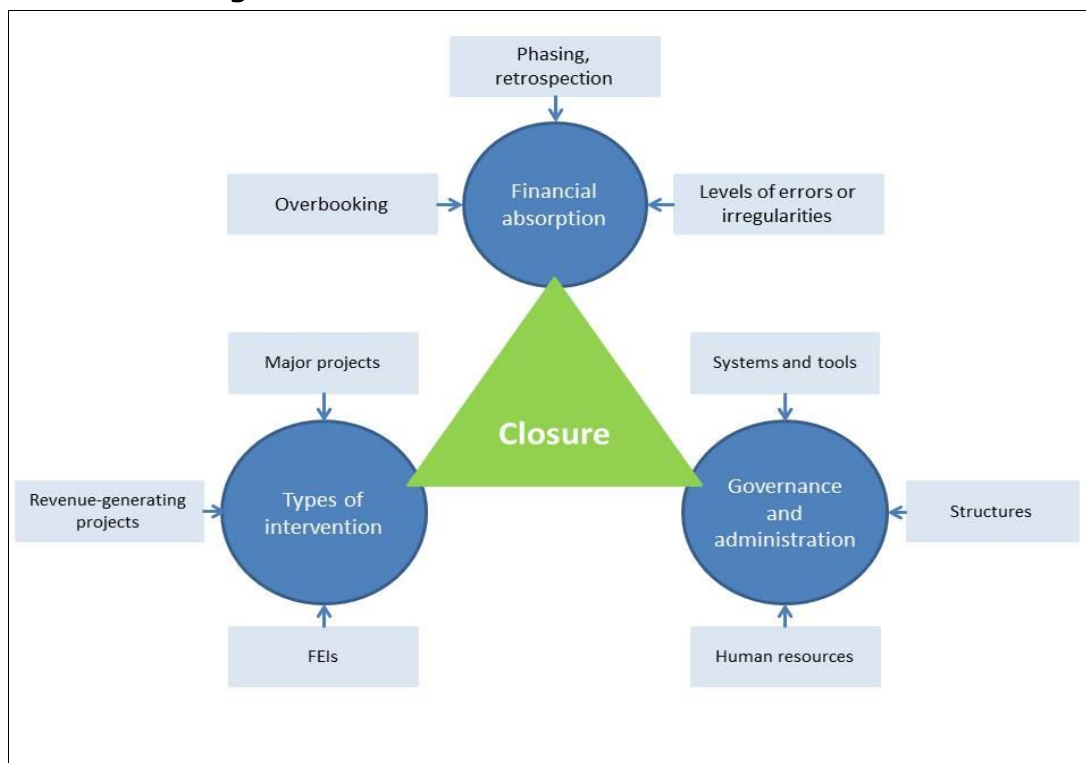 Phasing,
retrospection
Overbooking
Financial
absorption
Levels of errors or
irregularities
Major projects
Systems and tools
Closure
Revenue-generating
projects
Types of
intervention
Governance
and
administration
Structures
FEIs
Human resources